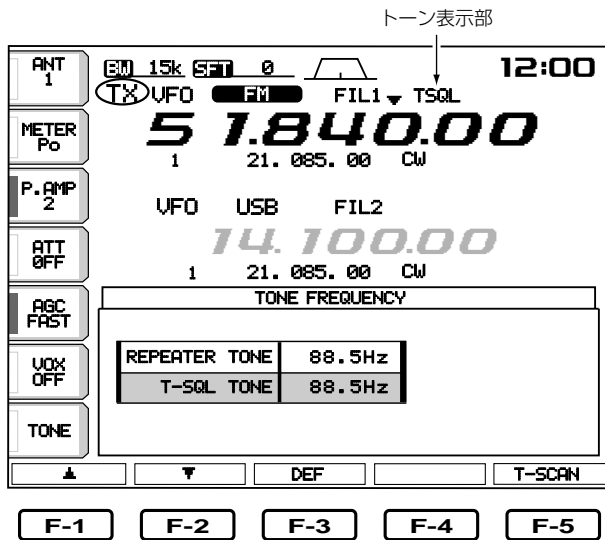 トーン表示部
ANT 1
BW 15k SFT 0
12:00
TX VFO FM FIL1 TSQL
METER Po
51.840.00
1 21.085.00 CW
P.AMP 2
VFO USB FIL2
ATT OFF
14.100.00
1 21.085.00 CW
AGC FAST
TONE FREQUENCY
VOX OFF
REPEATER TONE 88.5Hz
T-SQL TONE 88.5Hz
TONE
▲ ▼ DEF T-SCAN
F-1 F-2 F-3 F-4 F-5